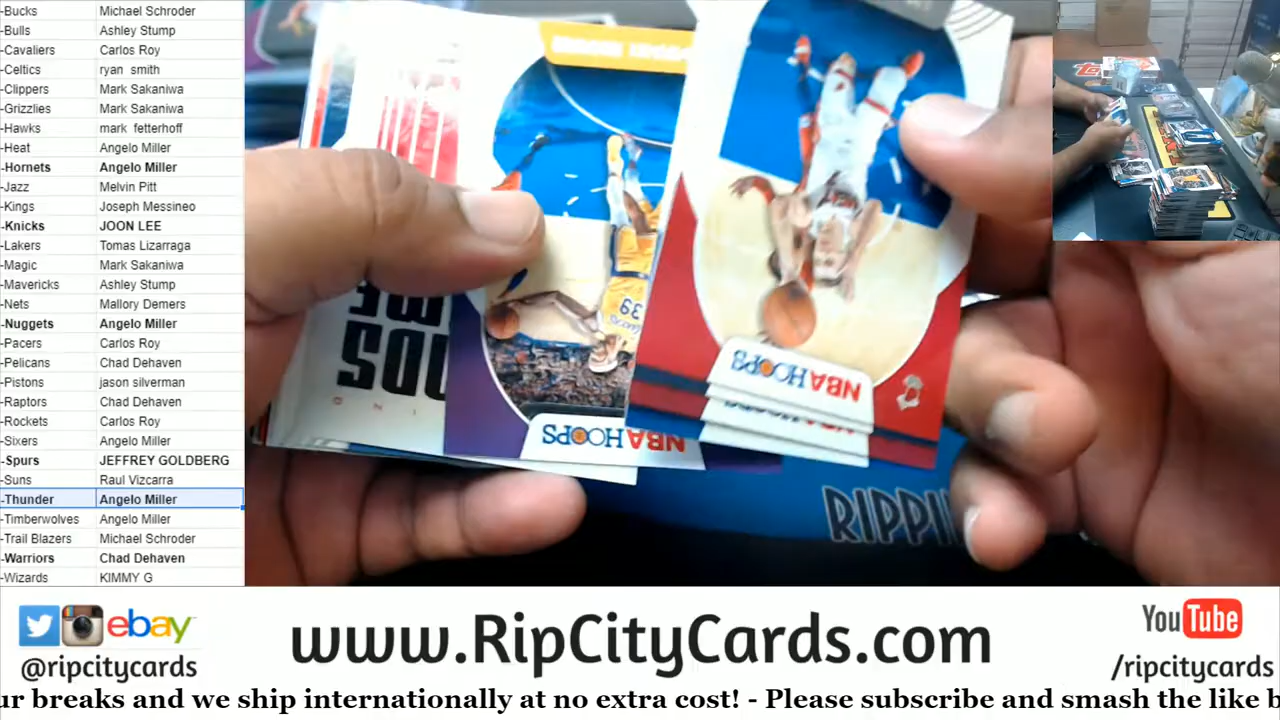 -Bucks Michael Schroder
-Bulls Ashley Stump
-Cavaliers Carlos Roy
-Celtics ryan smith
-Clippers Mark Sakaniwa
-Grizzlies Mark Sakaniwa
-Hawks mark fetterhoff
-Heat Angelo Miller
-Hornets Angelo Miller
-Jazz Melvin Pitt
-Kings Joseph Messineo
-Knicks JOON LEE
-Lakers Tomas Lizarraga
-Magic Mark Sakaniwa
-Mavericks Ashley Stump
-Nets Mallory Demers
-Nuggets Angelo Miller
-Pacers Carlos Roy
-Pelicans Chad Dehaven
-Pistons jason silverman
-Raptors Chad Dehaven
-Rockets Carlos Roy
-Sixers Angelo Miller
-Spurs JEFFREY GOLDBERG
-Suns Raul Vizcarra
-Thunder Angelo Miller
-Timberwolves Angelo Miller
-Trail Blazers Michael Schroder
-Warriors Chad Dehaven
-Wizards KIMMY G
NBA HOOPS
NBA HOOPS
39
RIPPIN
ebay
@ripcitycards
www.RipCityCards.com
YouTube
/ripcitycards
ur breaks and we ship internationally at no extra cost! - Please subscribe and smash the like b